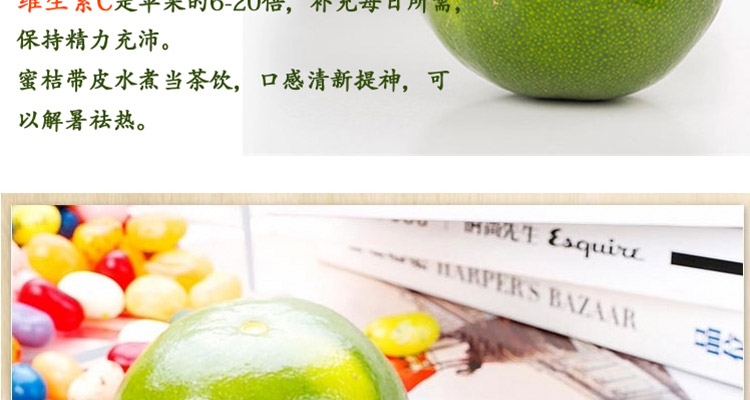 维生素C是苹果的6-20倍，补充每日所需，
保持精力充沛。
蜜桔带皮水煮当茶饮，口感清新提神，可
以解暑祛热。
时尚先生 Esquire
HARPER'S BAZAAR